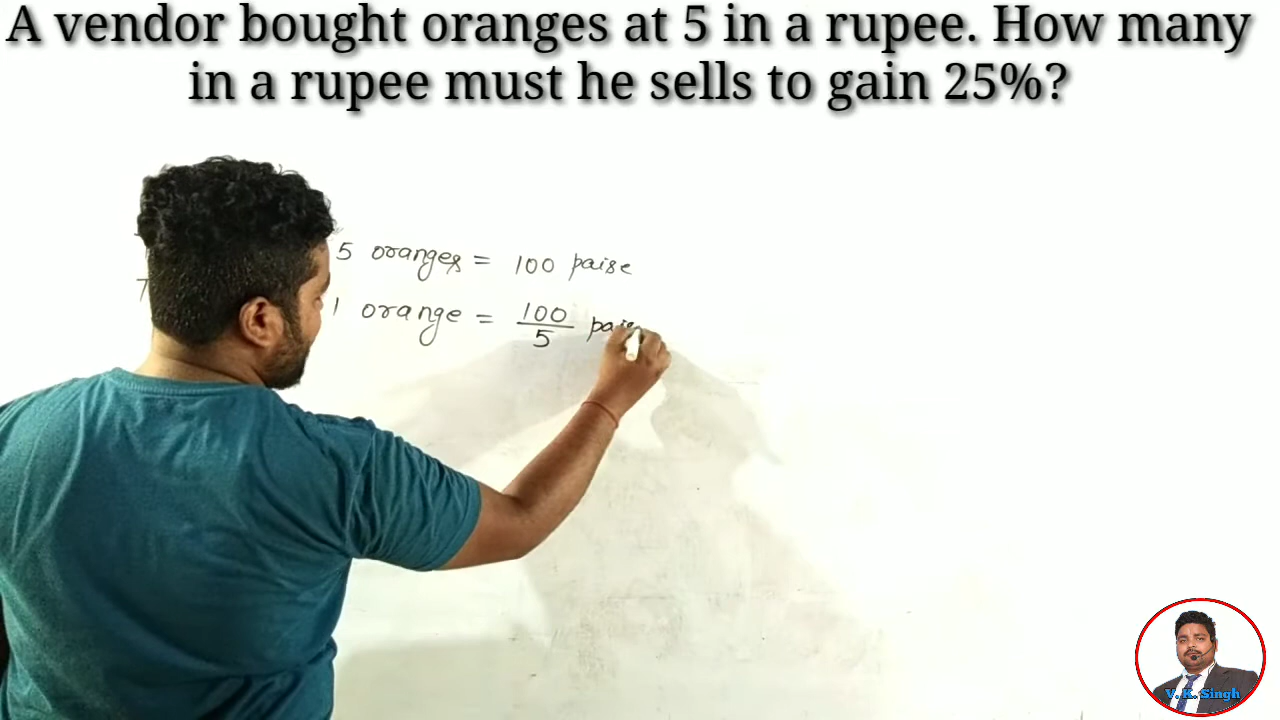 A vendor bought oranges at 5 in a rupee. How many
in a rupee must he sells to gain 25%?
5 oranges = 100 paise
1 orange = 100/5
V. K. Singh